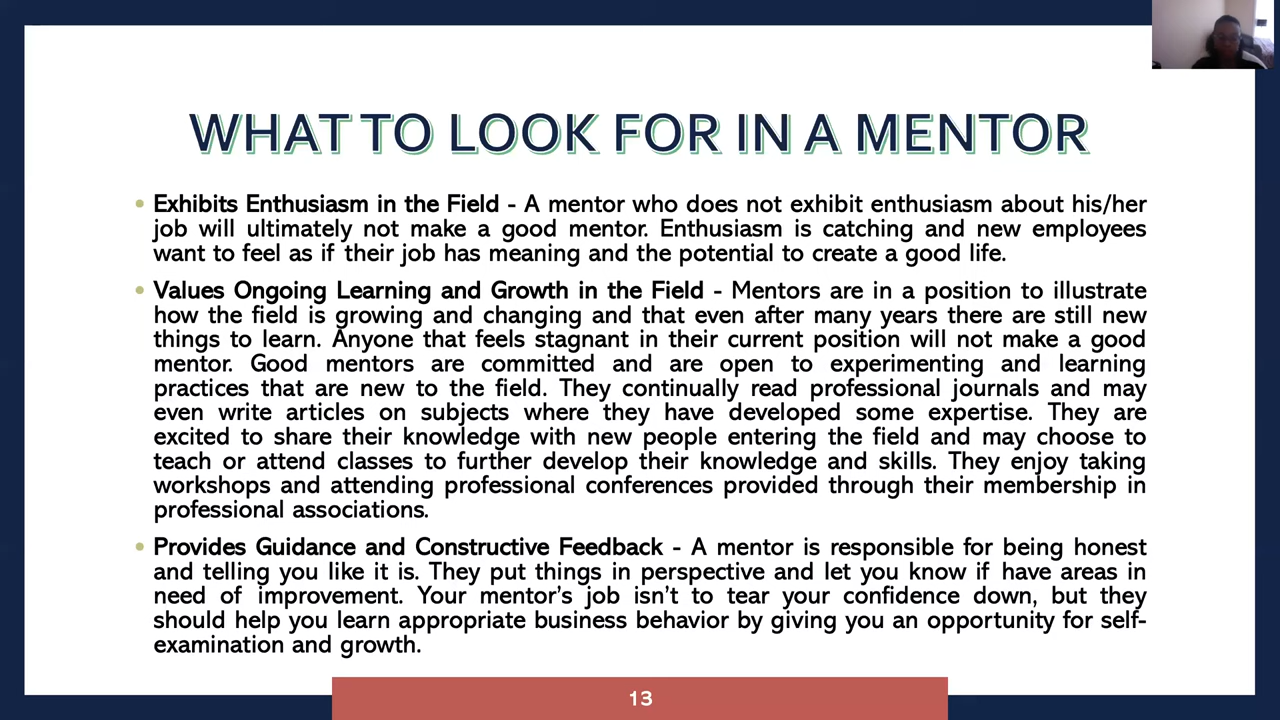 WHAT TO LOOK FOR IN A MENTOR
• Exhibits Enthusiasm in the Field - A mentor who does not exhibit enthusiasm about his/her
job will ultimately not make a good mentor. Enthusiasm is catching and new employees
want to feel as if their job has meaning and the potential to create a good life.
• Values Ongoing Learning and Growth in the Field - Mentors are in a position to illustrate
how the field is growing and changing and that even after many years there are still new
things to learn. Anyone that feels stagnant in their current position will not make a good
mentor. Good mentors are committed and are open to experimenting and learning
practices that are new to the field. They continually read professional journals and may
even write articles on subjects where they have developed some expertise. They are
excited to share their knowledge with new people entering the field and may choose to
teach or attend classes to further develop their knowledge and skills. They enjoy taking
workshops and attending professional conferences provided through their membership in
professional associations.
• Provides Guidance and Constructive Feedback - A mentor is responsible for being honest
and telling you like it is. They put things in perspective and let you know if have areas in
need of improvement. Your mentor's job isn't to tear your confidence down, but they
should help you learn appropriate business behavior by giving you an opportunity for self-
examination and growth.
13